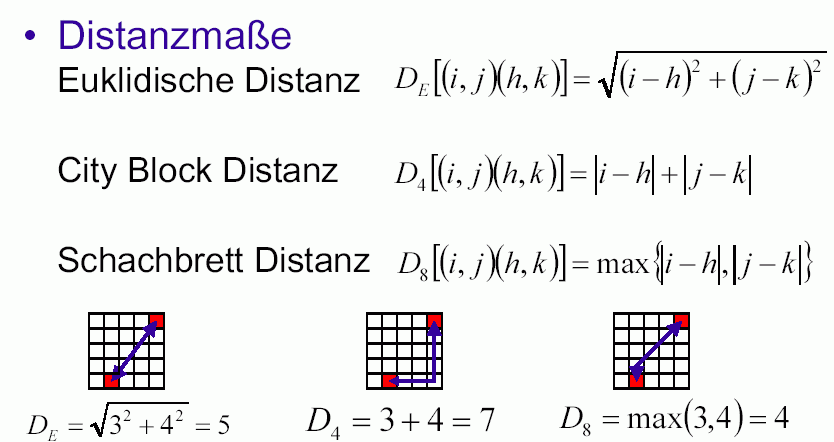 • Distanzmaße
Euklidische Distanz D_E[(i, j)(h, k)] = √((i − h)² + (j − k)²)
City Block Distanz D_4[(i, j)(h, k)] = |i − h| + |j − k|
Schachbrett Distanz D_8[(i, j)(h, k)] = max{|i − h|, |j − k|}
D_E = √(3² + 4²) = 5 D_4 = 3 + 4 = 7 D_8 = max(3,4) = 4